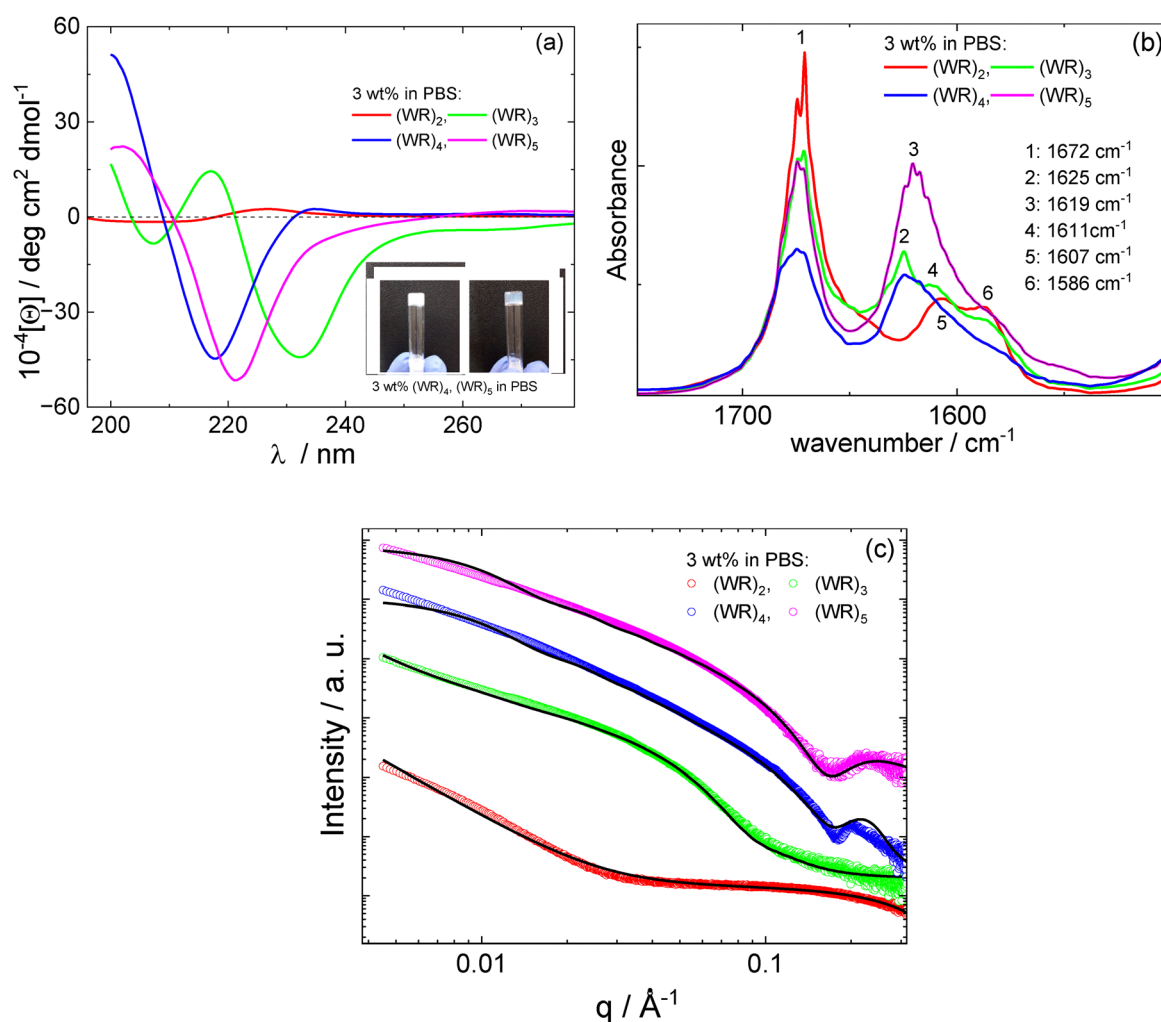 (a)
3 wt% in PBS:
(WR)₂, (WR)₃
(WR)₄, (WR)₅
60
30
0
−30
−60
10⁻⁴[Θ] / deg cm² dmol⁻¹
3 wt% (WR)₄, (WR)₅ in PBS
200 220 240 260
λ / nm
(b)
3 wt% in PBS:
(WR)₂, (WR)₃
(WR)₄, (WR)₅
1
2
3
4
5
6
1: 1672 cm⁻¹
2: 1625 cm⁻¹
3: 1619 cm⁻¹
4: 1611cm⁻¹
5: 1607 cm⁻¹
6: 1586 cm⁻¹
Absorbance
1700 1600
wavenumber / cm⁻¹
(c)
3 wt% in PBS:
(WR)₂, (WR)₃
(WR)₄, (WR)₅
Intensity / a. u.
0.01 0.1
q / Å⁻¹